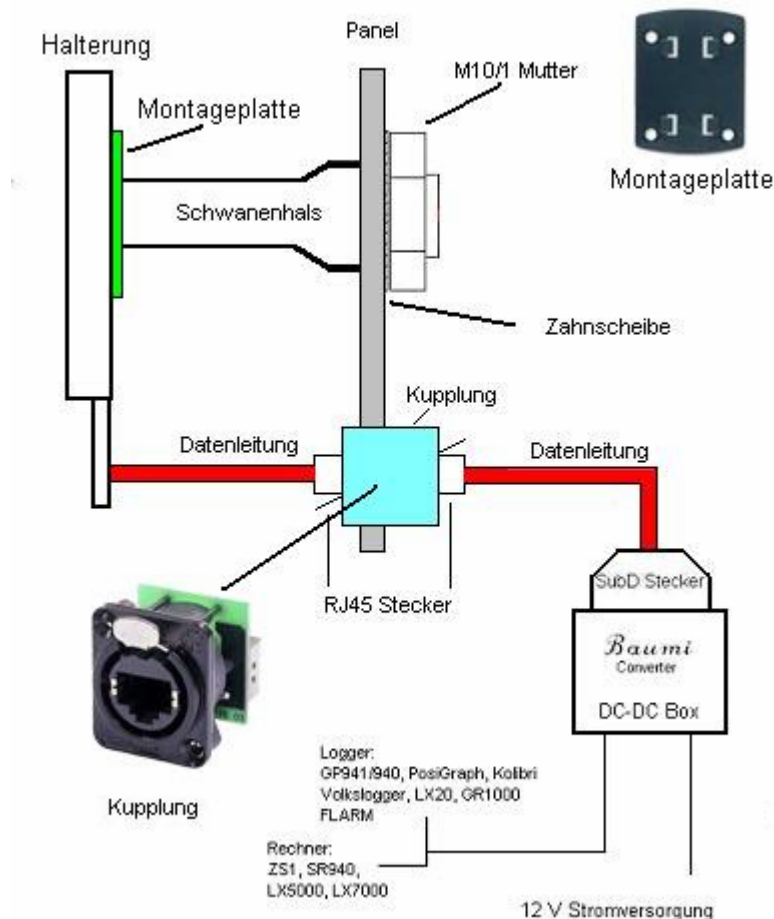 Panel
Halterung
M10/1 Mutter
Montageplatte
Montageplatte
Schwanenhals
Zahnscheibe
Kupplung
Datenleitung
Datenleitung
RJ45 Stecker
SubD Stecker
Baumi
Converter
DC-DC Box
Kupplung
Logger:
GP941/940, PosiGraph, Kolibri
Volkslogger, LX20, GR1000
FLARM
Rechner:
ZS1, SR940,
LX5000, LX7000
12 V Stromversorgung